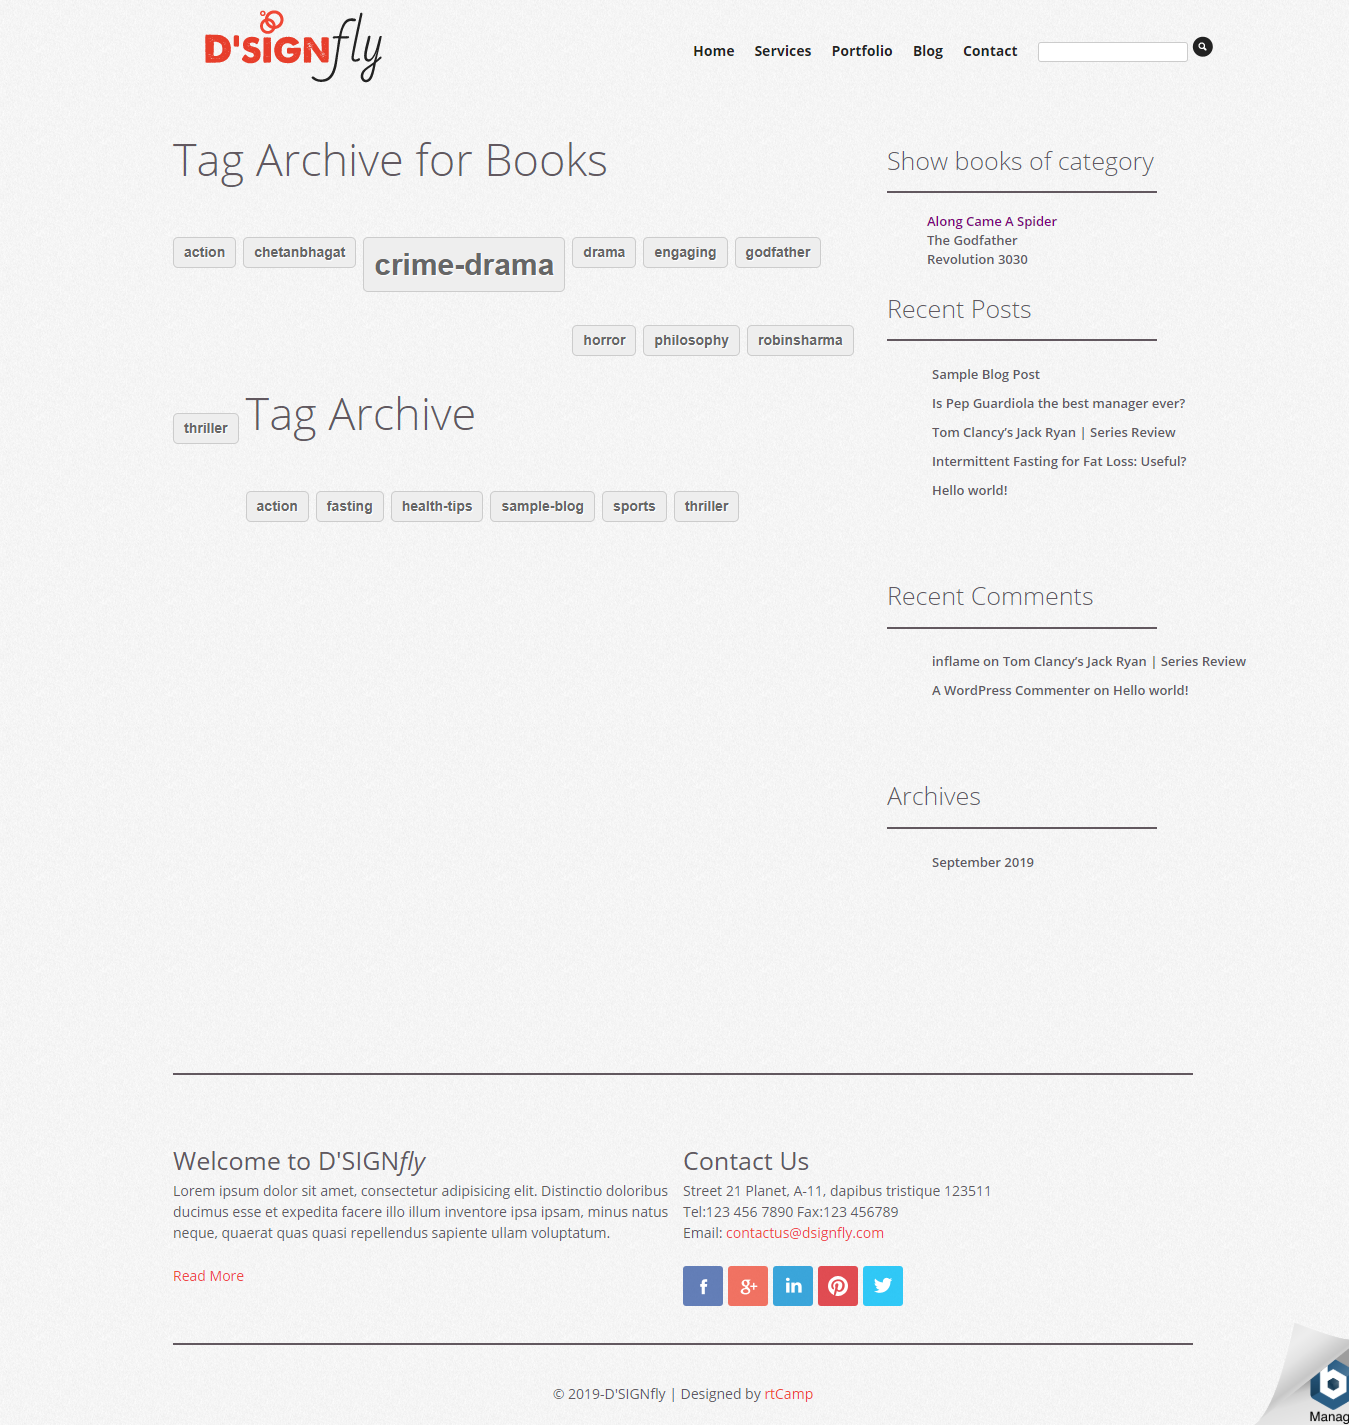 D'SIGNfly
Home Services Portfolio Blog Contact
Tag Archive for Books
action chetanbhagat crime-drama drama engaging godfather
horror philosophy robinsharma
thriller
Tag Archive
action fasting health-tips sample-blog sports thriller
Show books of category
Along Came A Spider
The Godfather
Revolution 3030
Recent Posts
Sample Blog Post
Is Pep Guardiola the best manager ever?
Tom Clancy’s Jack Ryan | Series Review
Intermittent Fasting for Fat Loss: Useful?
Hello world!
Recent Comments
inflame on Tom Clancy’s Jack Ryan | Series Review
A WordPress Commenter on Hello world!
Archives
September 2019
Welcome to D'SIGNfly
Lorem ipsum dolor sit amet, consectetur adipisicing elit. Distinctio doloribus
ducimus esse et expedita facere illo illum inventore ipsa ipsam, minus natus
neque, quaerat quas quasi repellendus sapiente ullam voluptatum.
Read More
Contact Us
Street 21 Planet, A-11, dapibus tristique 123511
Tel:123 456 7890 Fax:123 456789
Email: contactus@dsignfly.com
f g+ in
© 2019-D'SIGNfly | Designed by rtCamp
b
Manag